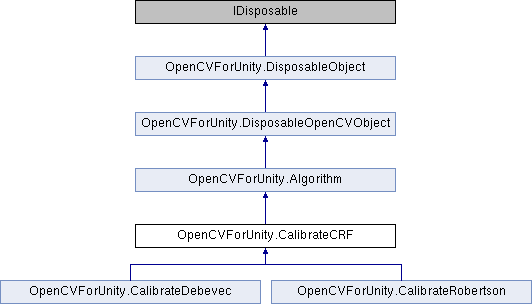 IDisposable
OpenCVForUnity.DisposableObject
OpenCVForUnity.DisposableOpenCVObject
OpenCVForUnity.Algorithm
OpenCVForUnity.CalibrateCRF
OpenCVForUnity.CalibrateDebevec
OpenCVForUnity.CalibrateRobertson